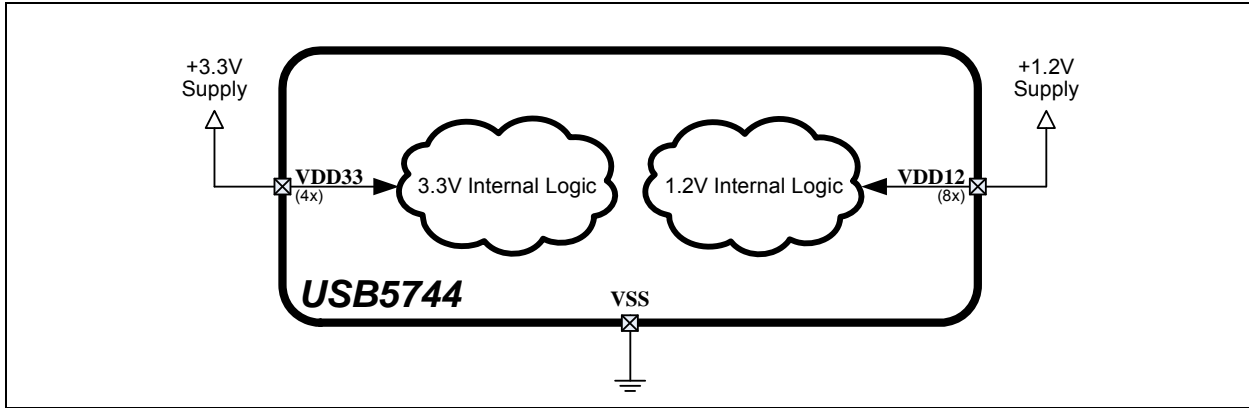 +3.3V
Supply
+1.2V
Supply
VDD33
(4x)
3.3V Internal Logic
1.2V Internal Logic
VDD12
(8x)
USB5744
VSS